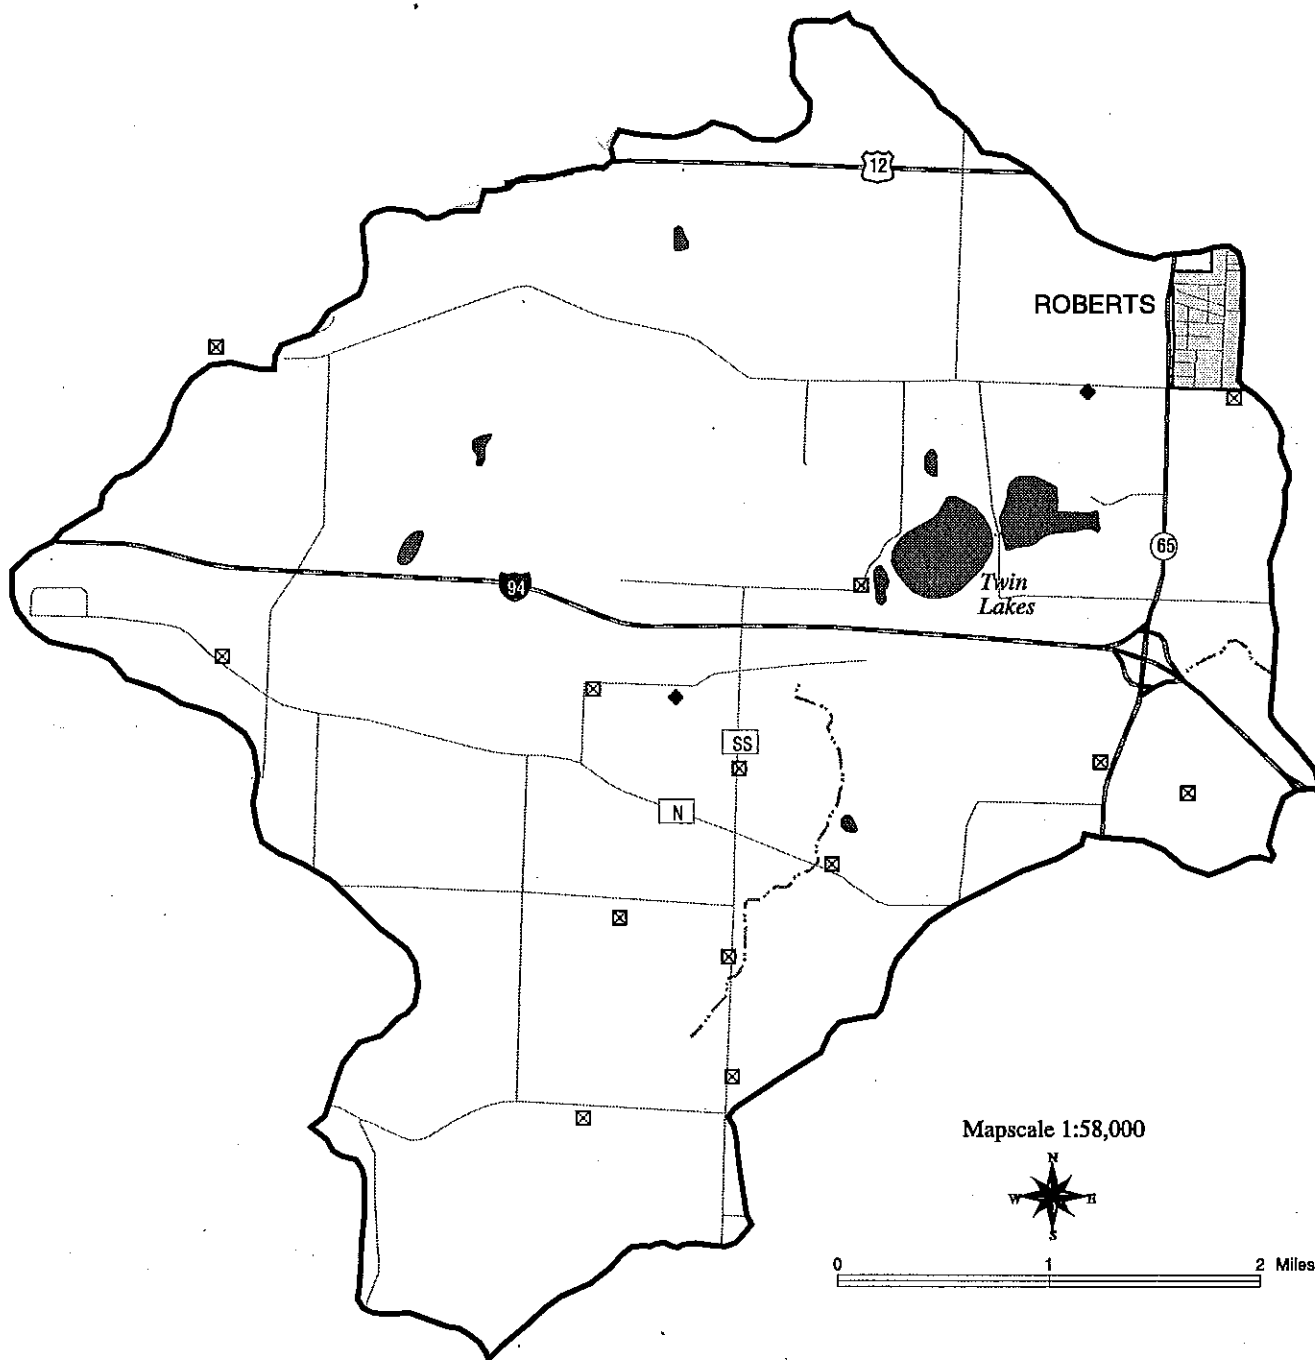 12
ROBERTS
65
94
Twin
Lakes
SS
N
Mapscale 1:58,000
N
W
E
S
0 1 2 Miles